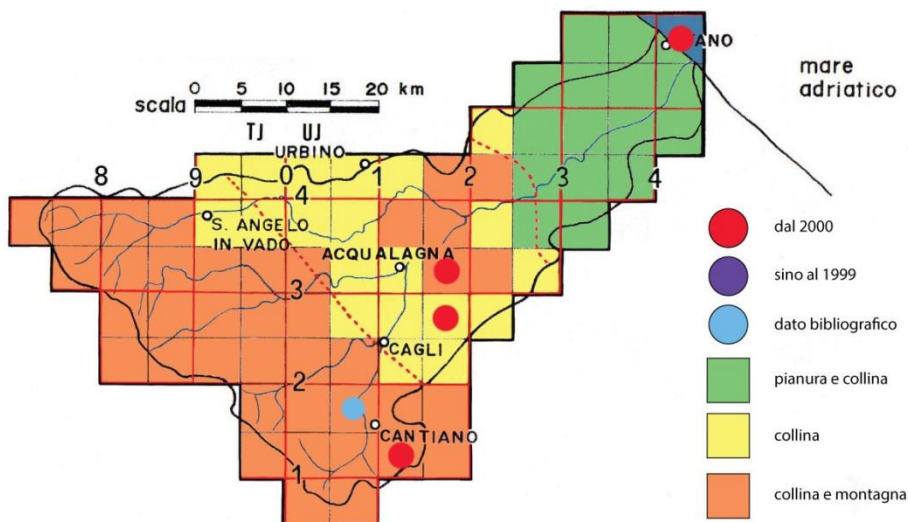 ANO
mare
adriatico
scala 0 5 10 15 20 km
TJ UJ
URBINO
8 9 0 1 2 3 4
4
S. ANGELO
IN VADO
ACQUALAGNA
3
CAGLI
2
CANTIANO
1
dal 2000
sino al 1999
dato bibliografico
pianura e collina
collina
collina e montagna